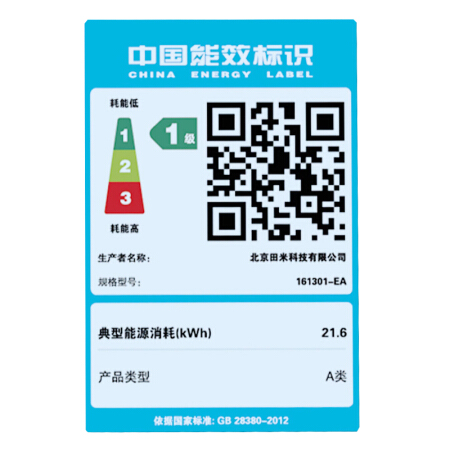 中国能效标识
CHINA ENERGY LABEL
耗能低
1
2
3
1级
耗能高
生产者名称: 北京田米科技有限公司
规格型号: 161301-EA
典型能源消耗(kWh) 21.6
产品类型 A类
依据国家标准: GB 28380-2012